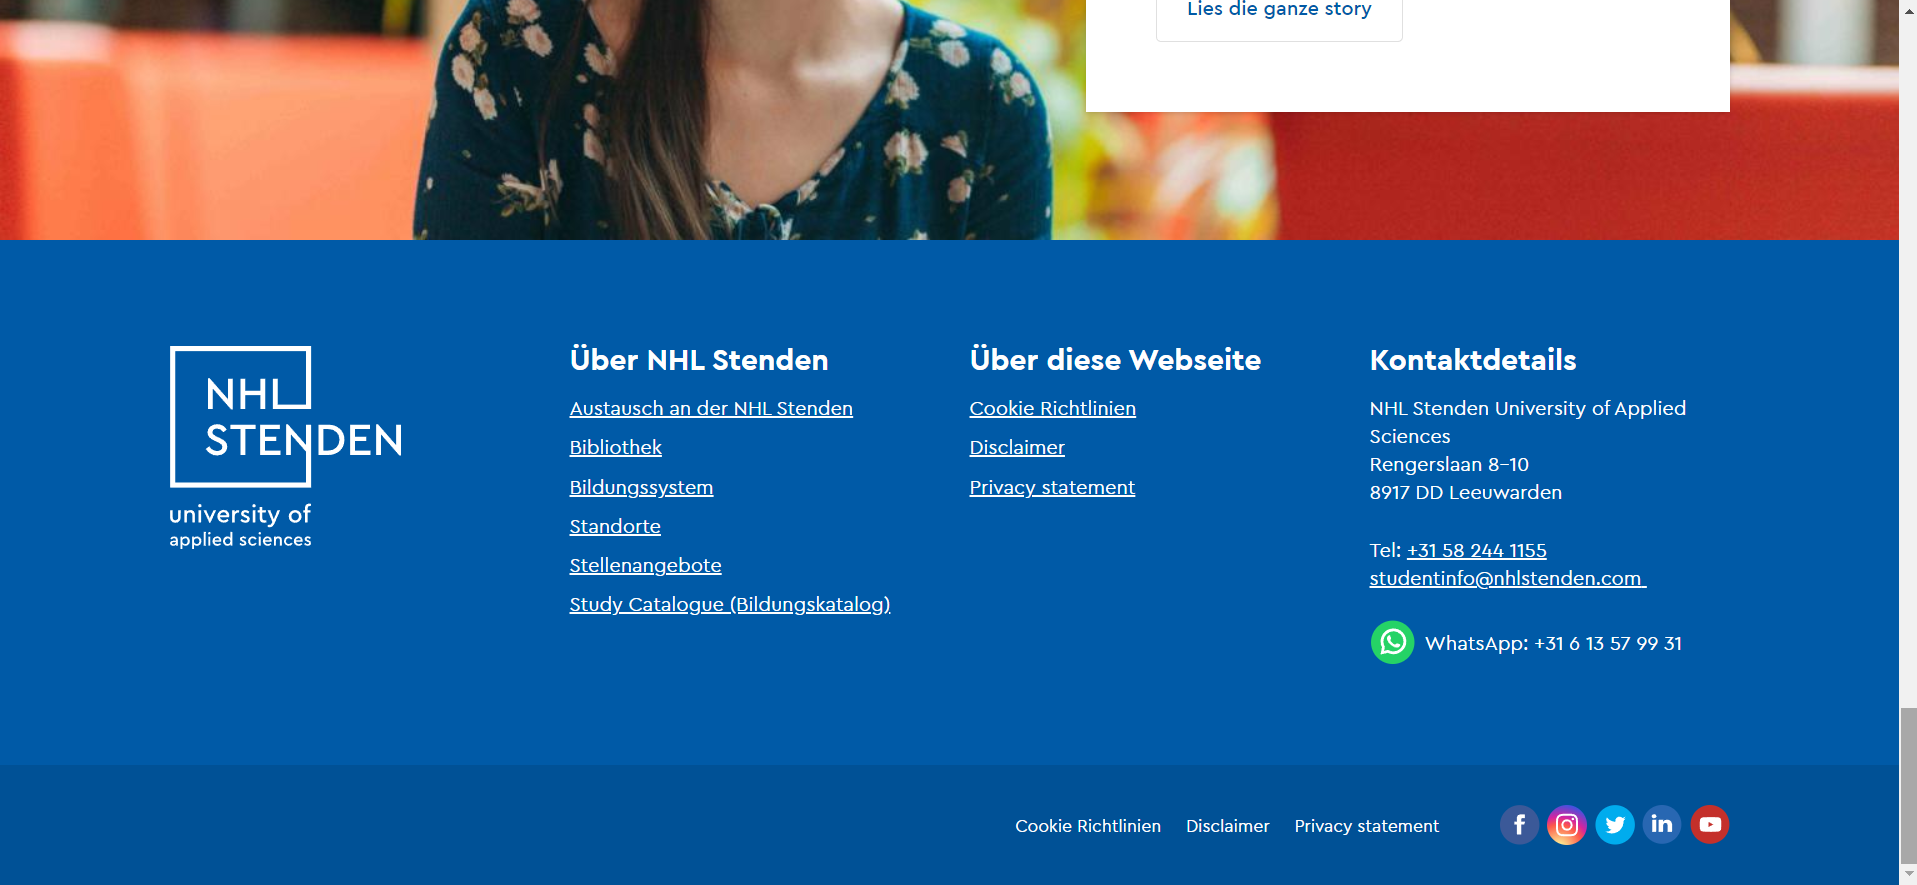 Lies die ganze story
NHL
STENDEN
university of
applied sciences
Über NHL Stenden
Austausch an der NHL Stenden
Bibliothek
Bildungssystem
Standorte
Stellenangebote
Study Catalogue (Bildungskatalog)
Über diese Webseite
Cookie Richtlinien
Disclaimer
Privacy statement
Kontaktdetails
NHL Stenden University of Applied
Sciences
Rengerslaan 8-10
8917 DD Leeuwarden
Tel: +31 58 244 1155
studentinfo@nhlstenden.com
WhatsApp: +31 6 13 57 99 31
Cookie Richtlinien Disclaimer Privacy statement